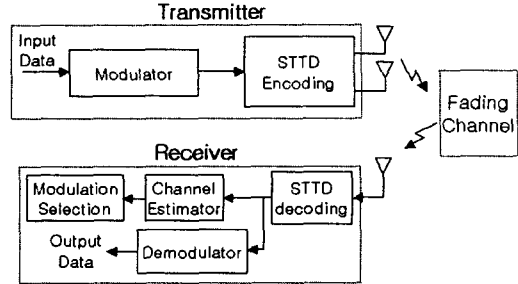 Transmitter
Input
Data
Modulator
STTD
Encoding
Fading
Channel
Receiver
Modulation
Selection
Channel
Estimator
STTD
decoding
Output
Data
Demodulator